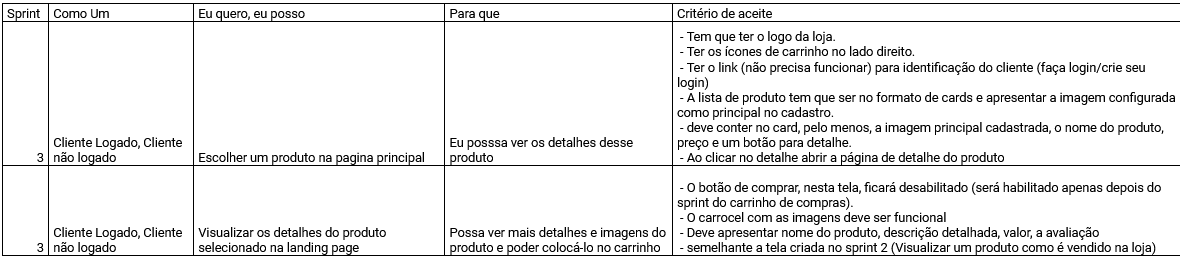 Sprint Como Um Eu quero, eu posso Para que Critério de aceite
- Tem que ter o logo da loja.
- Ter os ícones de carrinho no lado direito.
- Ter o link (não precisa funcionar) para identificação do cliente (faça login/crie seu
login)
- A lista de produto tem que ser no formato de cards e apresentar a imagem configurada
como principal no cadastro.
- deve conter no card, pelo menos, a imagem principal cadastrada, o nome do produto,
preço e um botão para detalhe.
- Ao clicar no detalhe abrir a página de detalhe do produto
3
Cliente Logado, Cliente
não logado
Escolher um produto na pagina principal
Eu posssa ver os detalhes desse
produto
- O botão de comprar, nesta tela, ficará desabilitado (será habilitado apenas depois do
sprint do carrinho de compras).
- O carrocel com as imagens deve ser funcional
- Deve apresentar nome do produto, descrição detalhada, valor, a avaliação
- semelhante a tela criada no sprint 2 (Visualizar um produto como é vendido na loja)
3
Cliente Logado, Cliente
não logado
Visualizar os detalhes do produto
selecionado na landing page
Possa ver mais detalhes e imagens do
produto e poder colocá-lo no carrinho